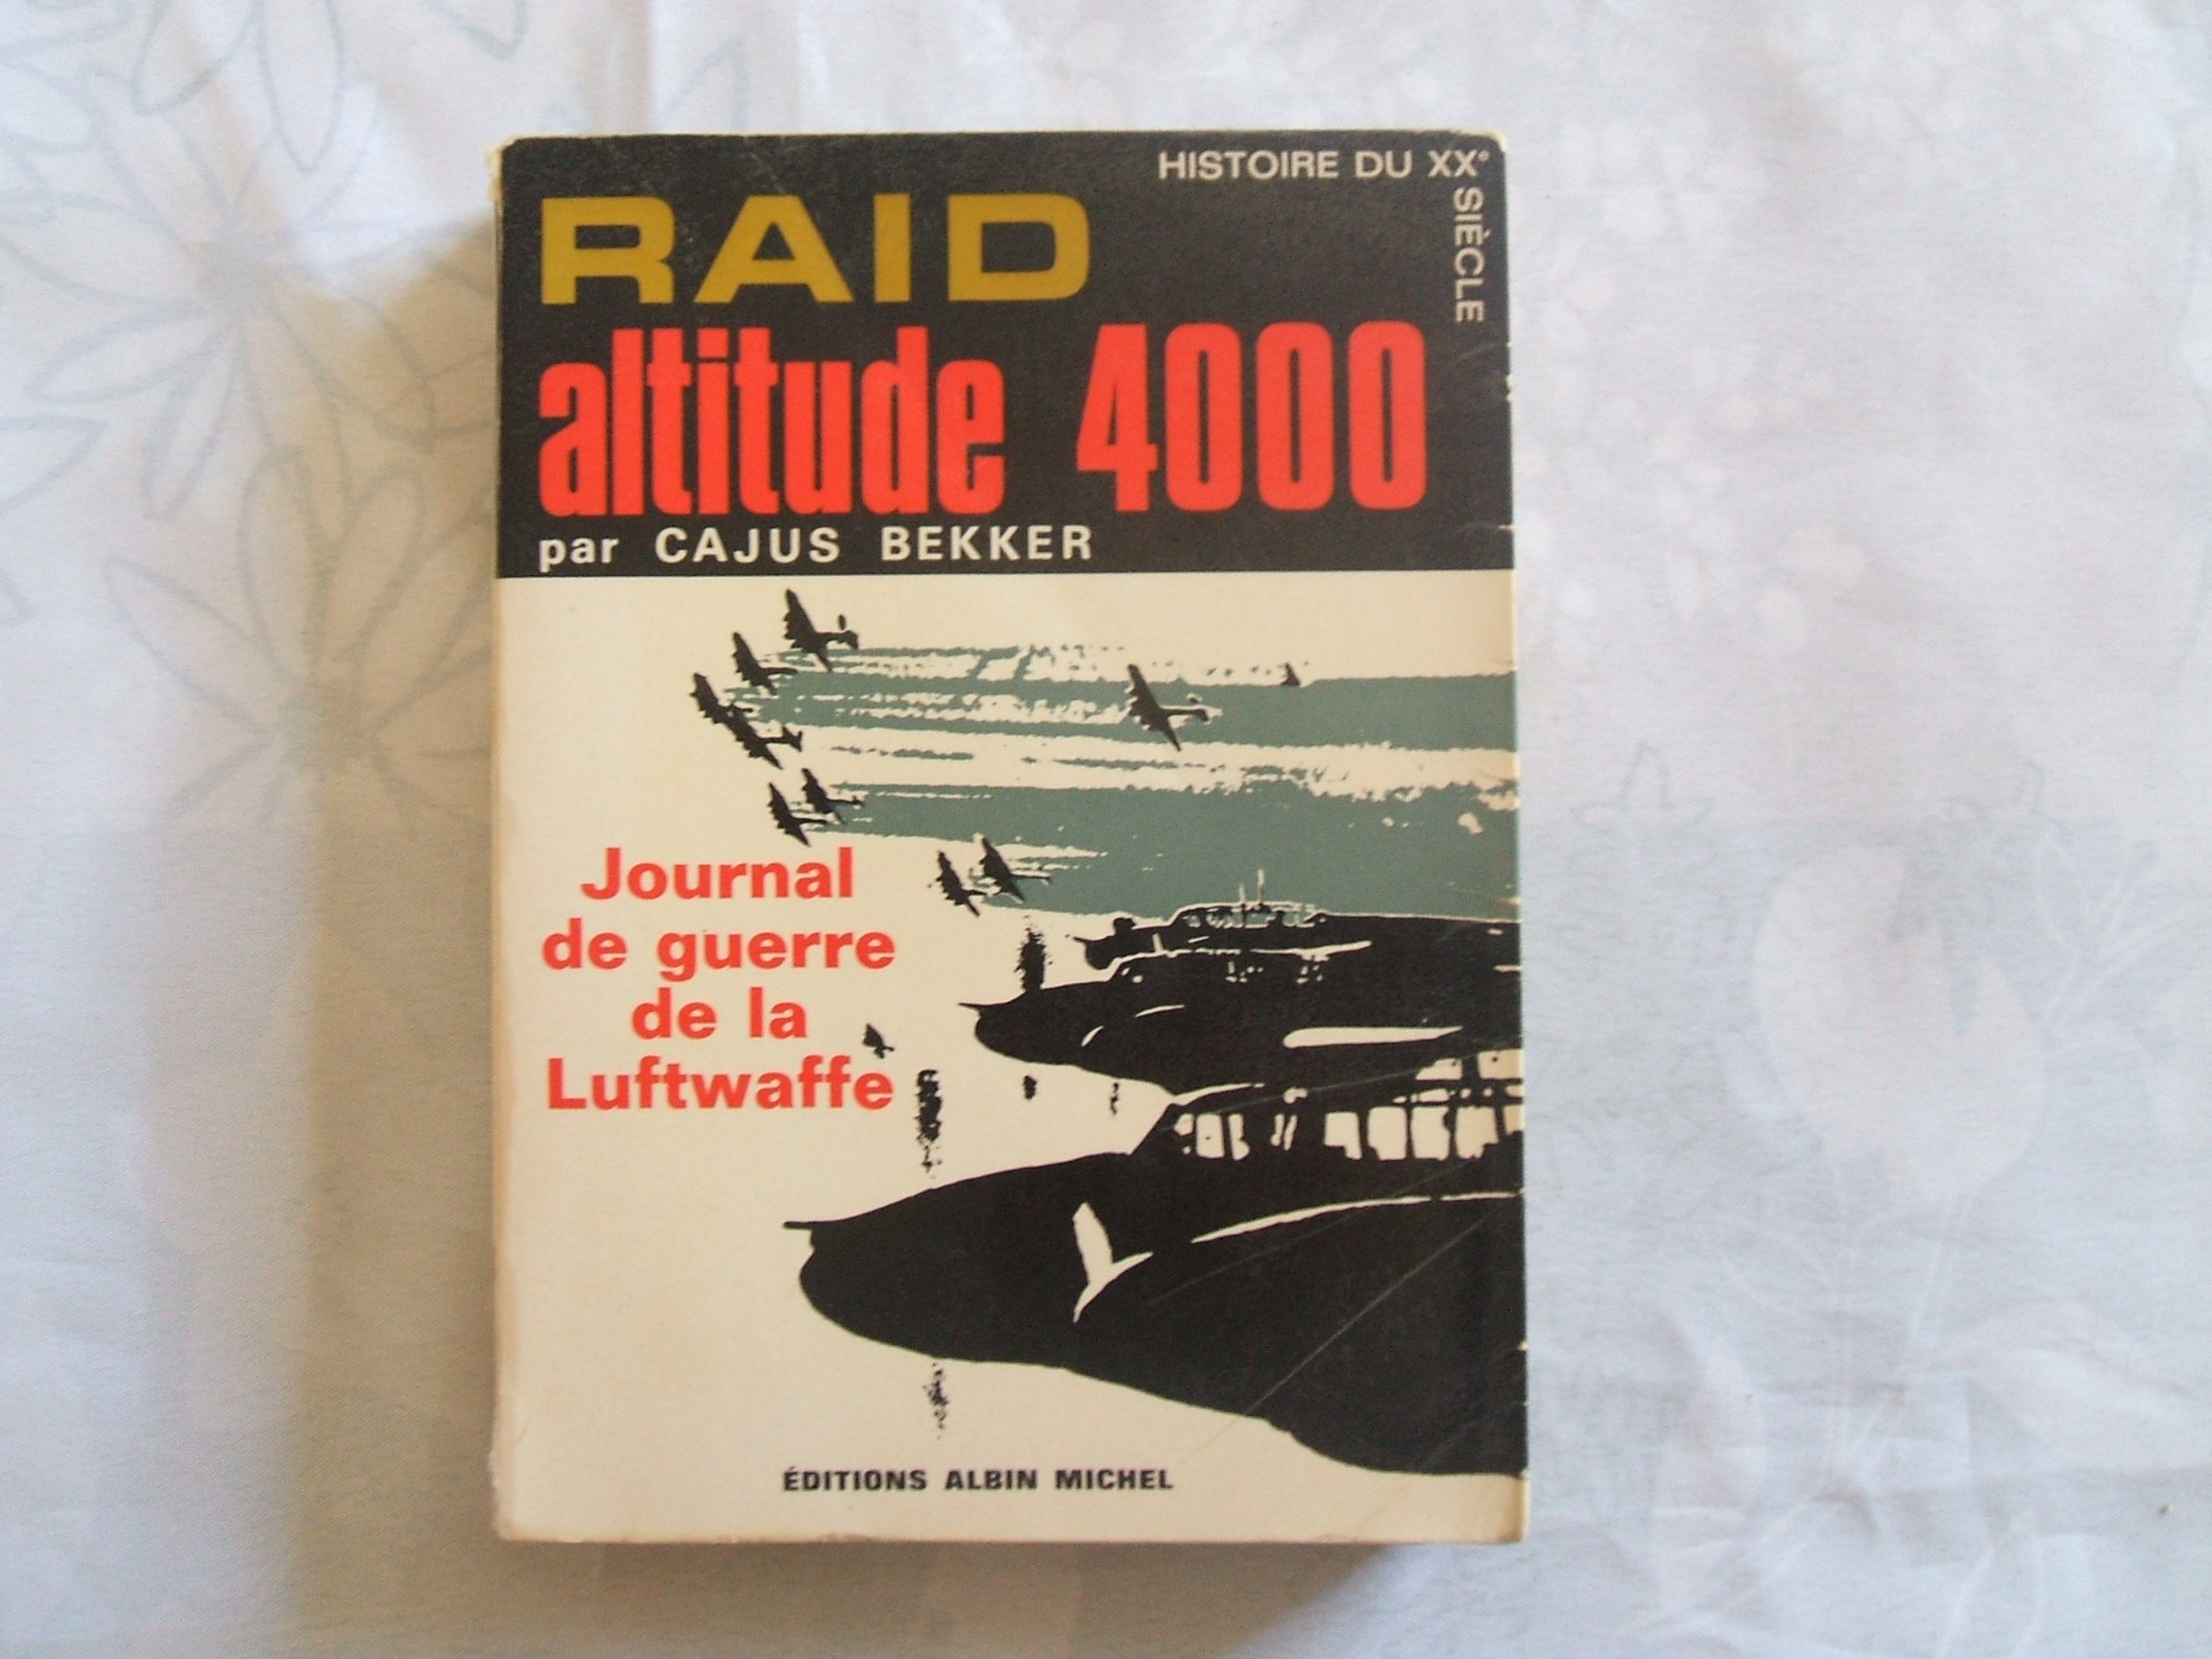 HISTOIRE DU XXe
SIÈCLE
RAID
altitude 4000
par CAJUS BEKKER
Journal
de guerre
de la
Luftwaffe
ÉDITIONS ALBIN MICHEL